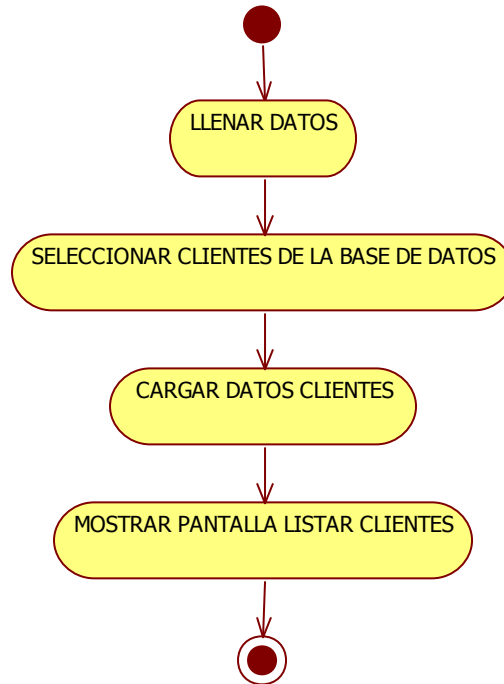 LLENAR DATOS
SELECCIONAR CLIENTES DE LA BASE DE DATOS
CARGAR DATOS CLIENTES
MOSTRAR PANTALLA LISTAR CLIENTES